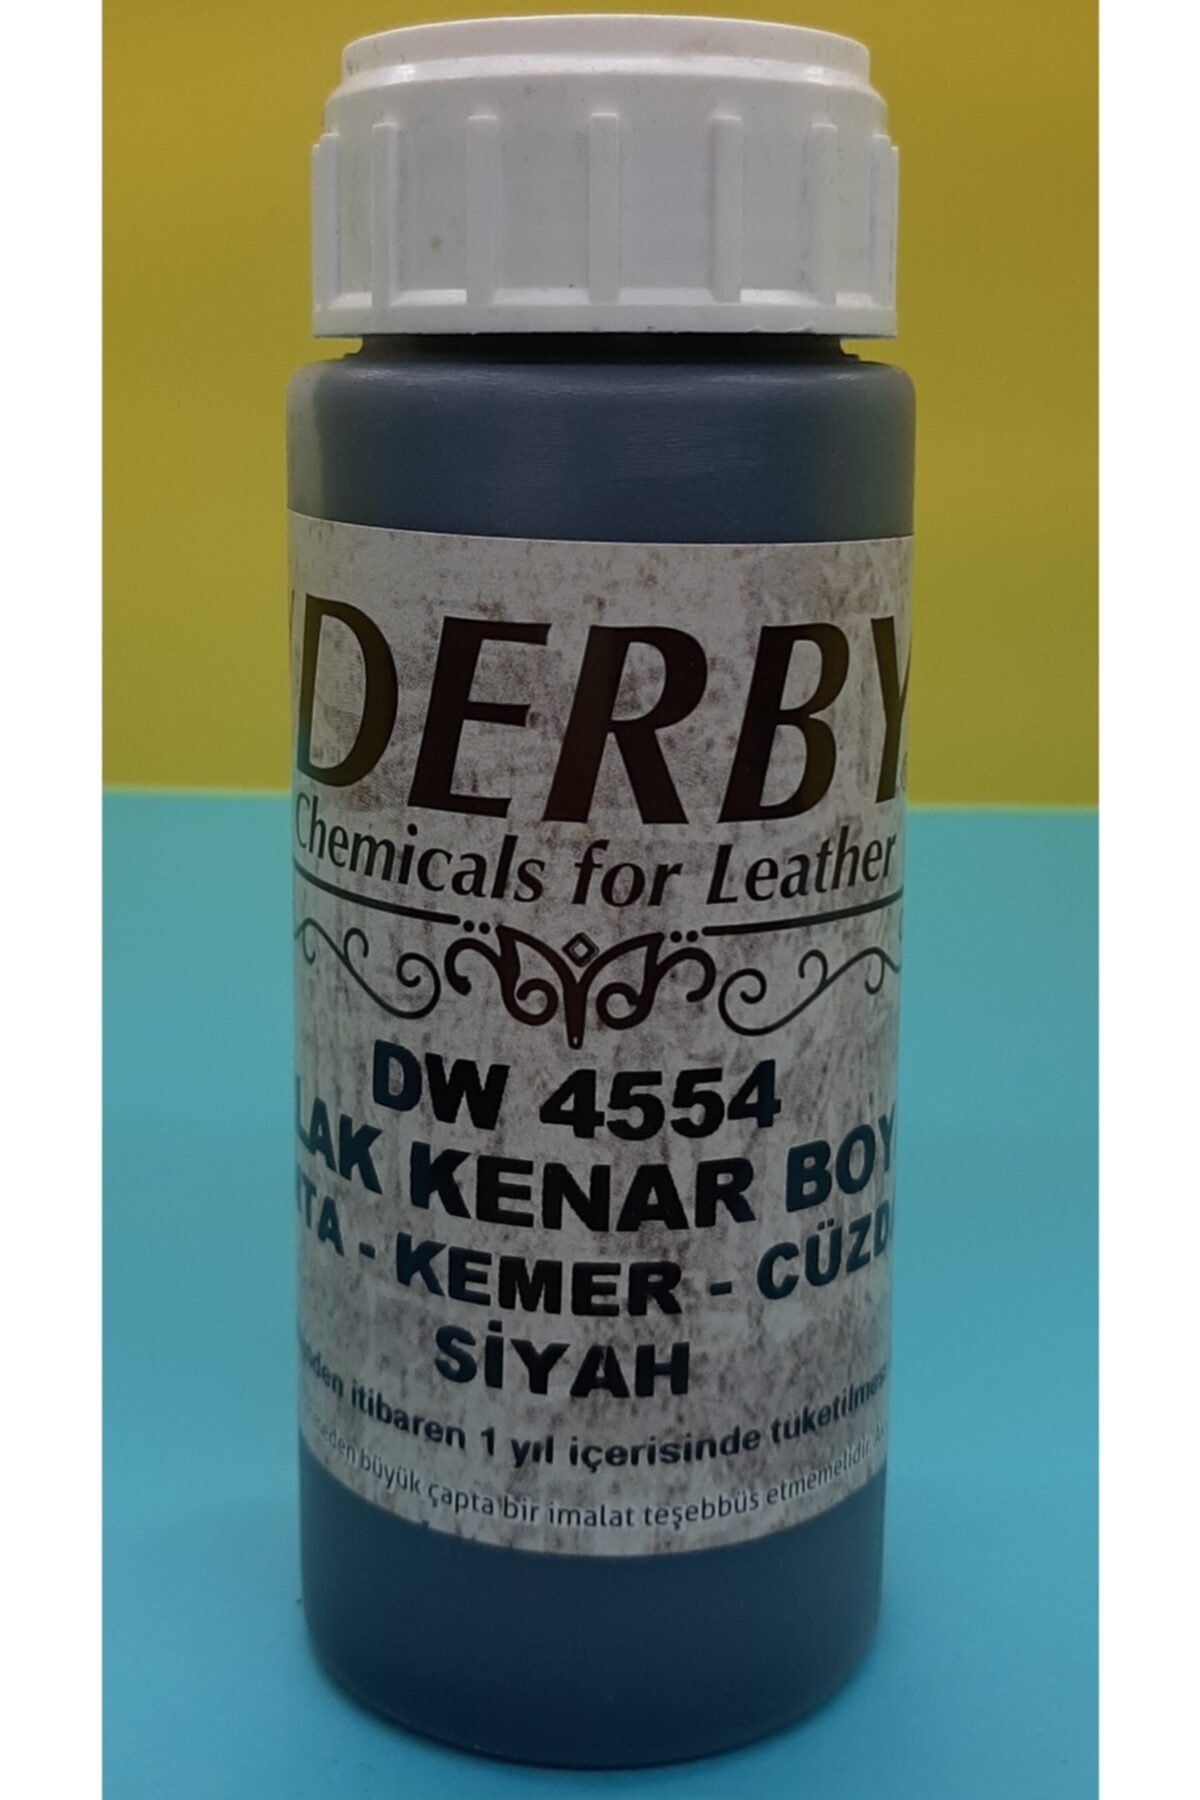 DERBY
Chemicals for Leather
DW 4554
LAK KENAR BOY
TA - KEMER - CÜZD
SİYAH
itibaren 1 yıl içerisinde
büyük çapta bir imalat teşebbüs etmemelidir.